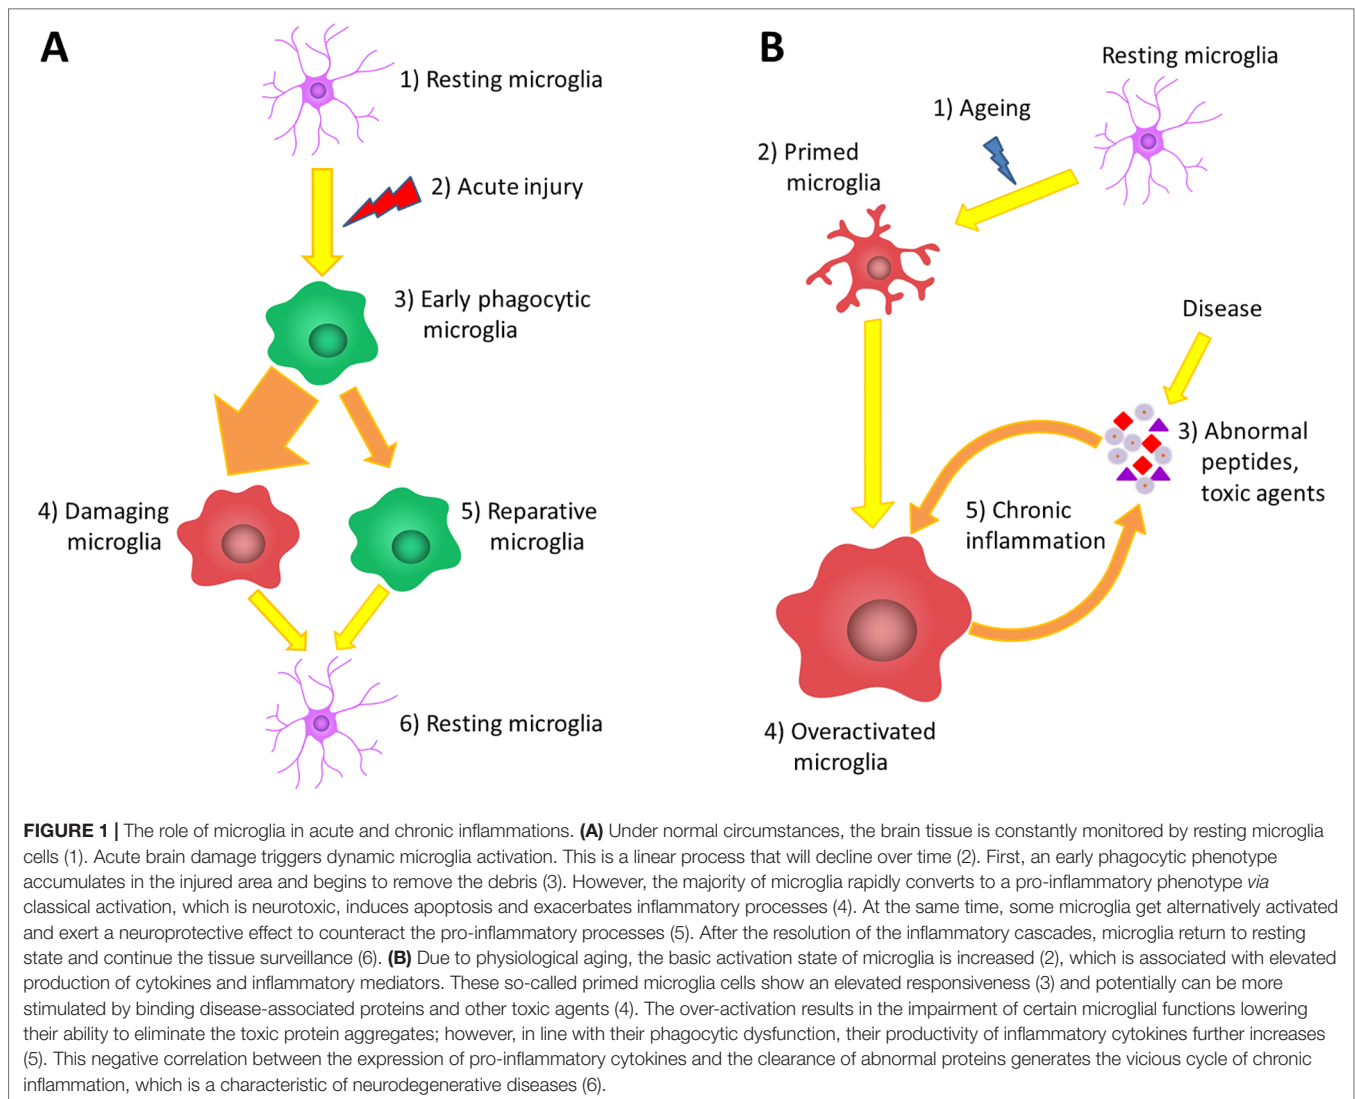 A
1) Resting microglia
2) Acute injury
3) Early phagocytic
microglia
4) Damaging
microglia
5) Reparative
microglia
6) Resting microglia
B
Resting microglia
1) Ageing
2) Primed
microglia
Disease
3) Abnormal
peptides,
toxic agents
5) Chronic
inflammation
4) Overactivated
microglia
FIGURE 1 | The role of microglia in acute and chronic inflammations. (A) Under normal circumstances, the brain tissue is constantly monitored by resting microglia
cells (1). Acute brain damage triggers dynamic microglia activation. This is a linear process that will decline over time (2). First, an early phagocytic phenotype
accumulates in the injured area and begins to remove the debris (3). However, the majority of microglia rapidly converts to a pro-inflammatory phenotype via
classical activation, which is neurotoxic, induces apoptosis and exacerbates inflammatory processes (4). At the same time, some microglia get alternatively activated
and exert a neuroprotective effect to counteract the pro-inflammatory processes (5). After the resolution of the inflammatory cascades, microglia return to resting
state and continue the tissue surveillance (6). (B) Due to physiological aging, the basic activation state of microglia is increased (2), which is associated with elevated
production of cytokines and inflammatory mediators. These so-called primed microglia cells show an elevated responsiveness (3) and potentially can be more
stimulated by binding disease-associated proteins and other toxic agents (4). The over-activation results in the impairment of certain microglial functions lowering
their ability to eliminate the toxic protein aggregates; however, in line with their phagocytic dysfunction, their productivity of inflammatory cytokines further increases
(5). This negative correlation between the expression of pro-inflammatory cytokines and the clearance of abnormal proteins generates the vicious cycle of chronic
inflammation, which is a characteristic of neurodegenerative diseases (6).